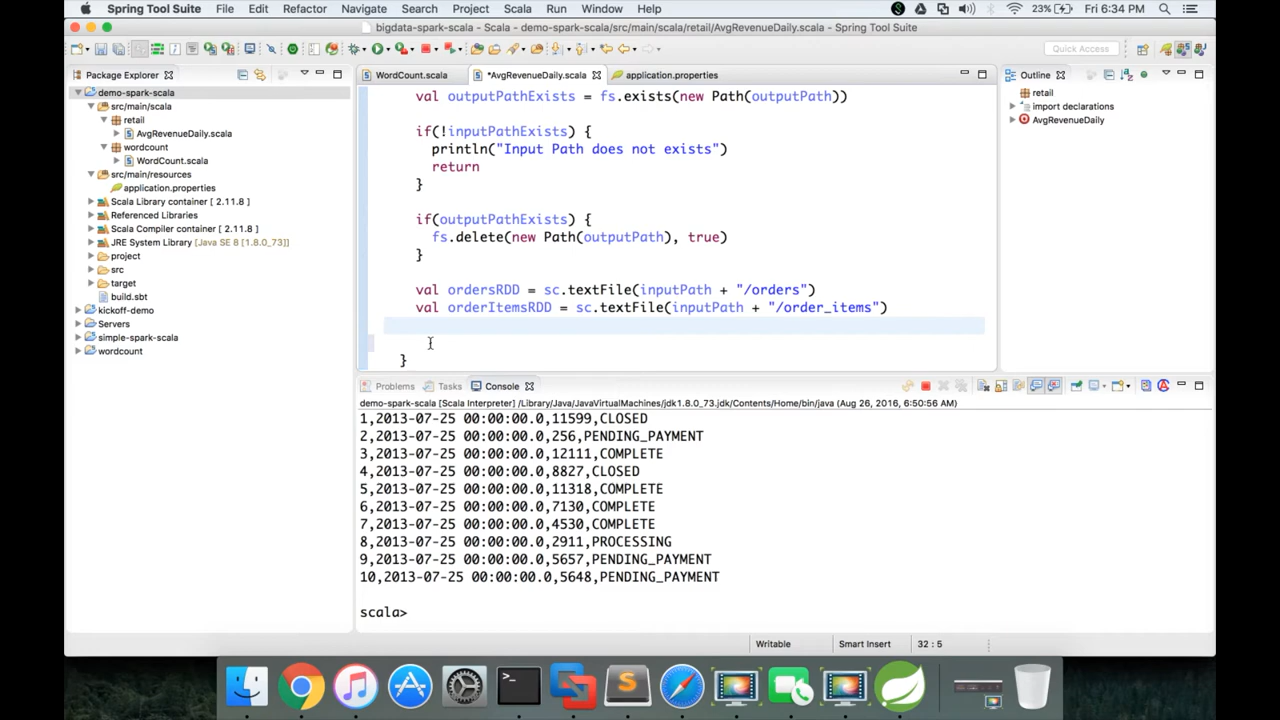 Spring Tool Suite File Edit Refactor Navigate Search Project Scala Run Window Help 23% Fri 6:34 PM
bigdata-spark-scala - Scala - demo-spark-scala/src/main/scala/retail/AvgRevenueDaily.scala - Spring Tool Suite
Quick Access
Package Explorer
demo-spark-scala
src/main/scala
retail
AvgRevenueDaily.scala
wordcount
WordCount.scala
src/main/resources
application.properties
Scala Library container [ 2.11.8 ]
Referenced Libraries
Scala Compiler container [ 2.11.8 ]
JRE System Library [Java SE 8 [1.8.0_73]]
project
src
target
build.sbt
kickoff-demo
Servers
simple-spark-scala
wordcount
WordCount.scala *AvgRevenueDaily.scala application.properties
val outputPathExists = fs.exists(new Path(outputPath))
if(!inputPathExists) {
println("Input Path does not exists")
return
}
if(outputPathExists) {
fs.delete(new Path(outputPath), true)
}
val ordersRDD = sc.textFile(inputPath + "/orders")
val orderItemsRDD = sc.textFile(inputPath + "/order_items")
}
Outline
retail
import declarations
AvgRevenueDaily
Problems Tasks Console
demo-spark-scala [Scala Interpreter] /Library/Java/JavaVirtualMachines/jdk1.8.0_73.jdk/Contents/Home/bin/java (Aug 26, 2016, 6:50:56 AM)
1,2013-07-25 00:00:00.0,11599,CLOSED
2,2013-07-25 00:00:00.0,256,PENDING_PAYMENT
3,2013-07-25 00:00:00.0,12111,COMPLETE
4,2013-07-25 00:00:00.0,8827,CLOSED
5,2013-07-25 00:00:00.0,11318,COMPLETE
6,2013-07-25 00:00:00.0,7130,COMPLETE
7,2013-07-25 00:00:00.0,4530,COMPLETE
8,2013-07-25 00:00:00.0,2911,PROCESSING
9,2013-07-25 00:00:00.0,5657,PENDING_PAYMENT
10,2013-07-25 00:00:00.0,5648,PENDING_PAYMENT
scala>
Writable Smart Insert 32 : 5